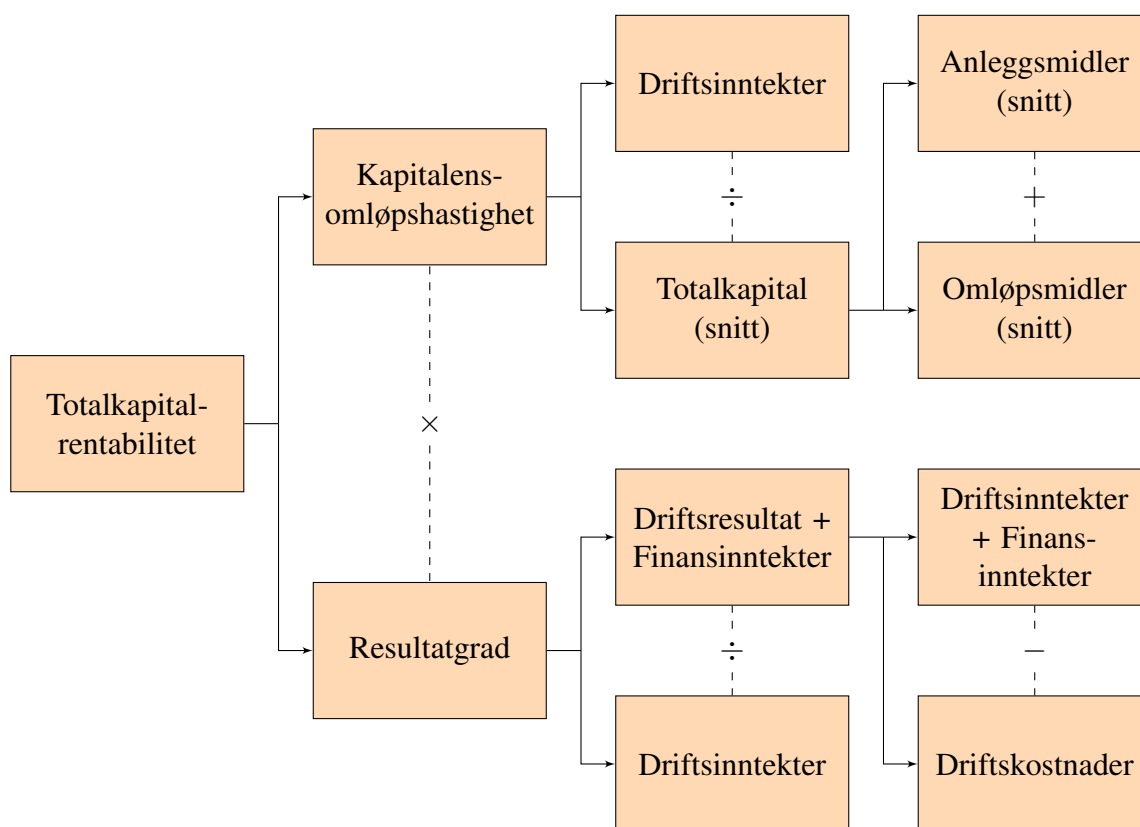 Driftsinntekter
Anleggsmidler
(snitt)
Kapitalens-
omløpshastighet
÷
+
Totalkapital
(snitt)
Omløpsmidler
(snitt)
Totalkapital-
rentabilitet
×
Driftsresultat +
Finansinntekter
Driftsinntekter
+ Finans-
inntekter
Resultatgrad
÷
−
Driftsinntekter
Driftskostnader